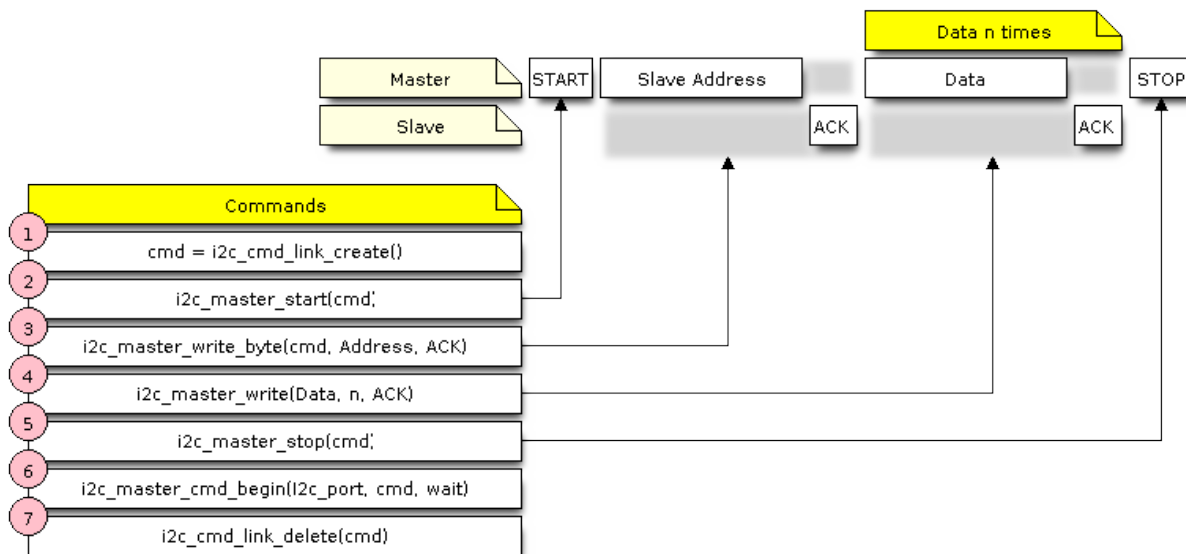 Data n times
Master START Slave Address Data STOP
Slave ACK ACK
Commands
1
cmd = i2c_cmd_link_create()
2
i2c_master_start(cmd)
3
i2c_master_write_byte(cmd, Address, ACK)
4
i2c_master_write(Data, n, ACK)
5
i2c_master_stop(cmd)
6
i2c_master_cmd_begin(I2c_port, cmd, wait)
7
i2c_cmd_link_delete(cmd)